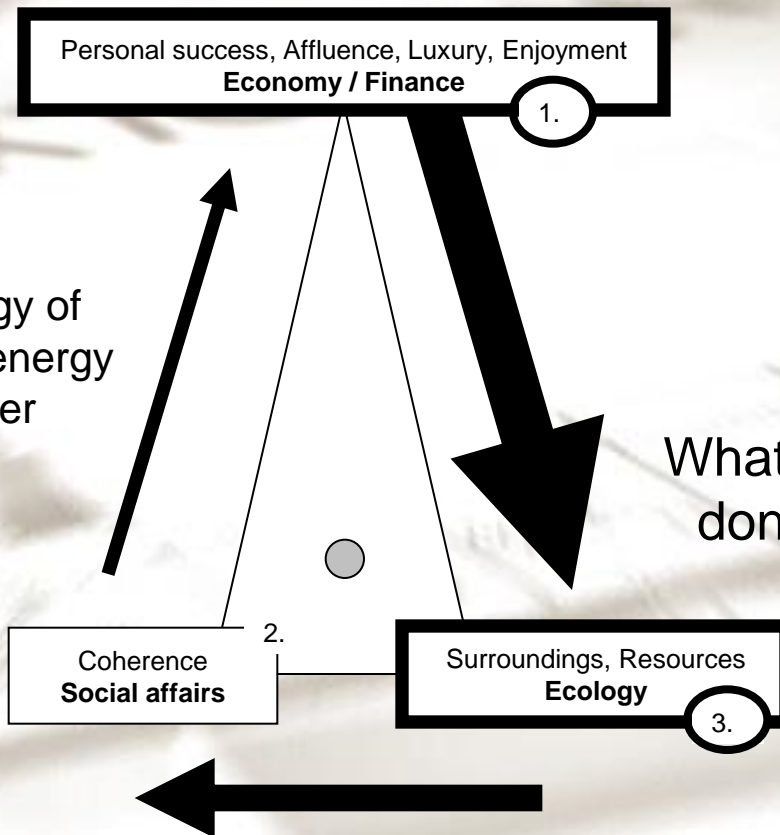 Personal success, Affluence, Luxury, Enjoyment
Economy / Finance
1.
gy of
energy
er
What
don
2.
Coherence
Social affairs
Surroundings, Resources
Ecology
3.